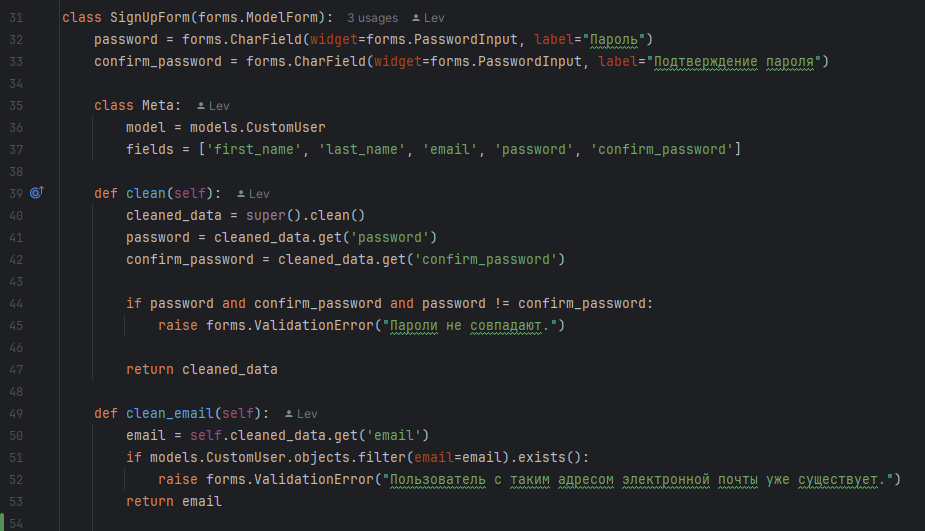 31 class SignUpForm(forms.ModelForm): 3 usages Lev
32 password = forms.CharField(widget=forms.PasswordInput, label="Пароль")
33 confirm_password = forms.CharField(widget=forms.PasswordInput, label="Подтверждение пароля")
34
35 class Meta: Lev
36 model = models.CustomUser
37 fields = ['first_name', 'last_name', 'email', 'password', 'confirm_password']
38
39 def clean(self): Lev
40 cleaned_data = super().clean()
41 password = cleaned_data.get('password')
42 confirm_password = cleaned_data.get('confirm_password')
43
44 if password and confirm_password and password != confirm_password:
45 raise forms.ValidationError("Пароли не совпадают.")
46
47 return cleaned_data
48
49 def clean_email(self): Lev
50 email = self.cleaned_data.get('email')
51 if models.CustomUser.objects.filter(email=email).exists():
52 raise forms.ValidationError("Пользователь с таким адресом электронной почты уже существует.")
53 return email
54